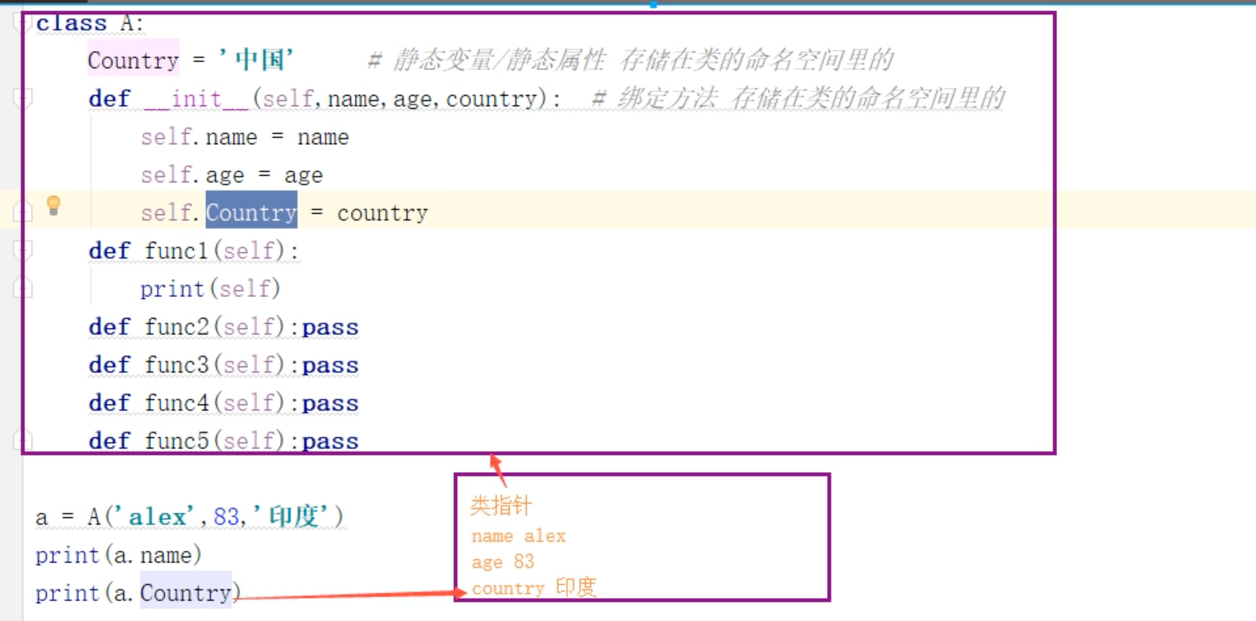 class A:
    Country = '中国'     # 静态变量/静态属性 存储在类的命名空间里的
    def __init__(self,name,age,country):  # 绑定方法 存储在类的命名空间里的
        self.name = name
        self.age = age
        self.Country = country
    def func1(self):
        print(self)
    def func2(self):pass
    def func3(self):pass
    def func4(self):pass
    def func5(self):pass
a = A('alex',83,'印度')
print(a.name)
print(a.Country)
类指针
name alex
age 83
country 印度